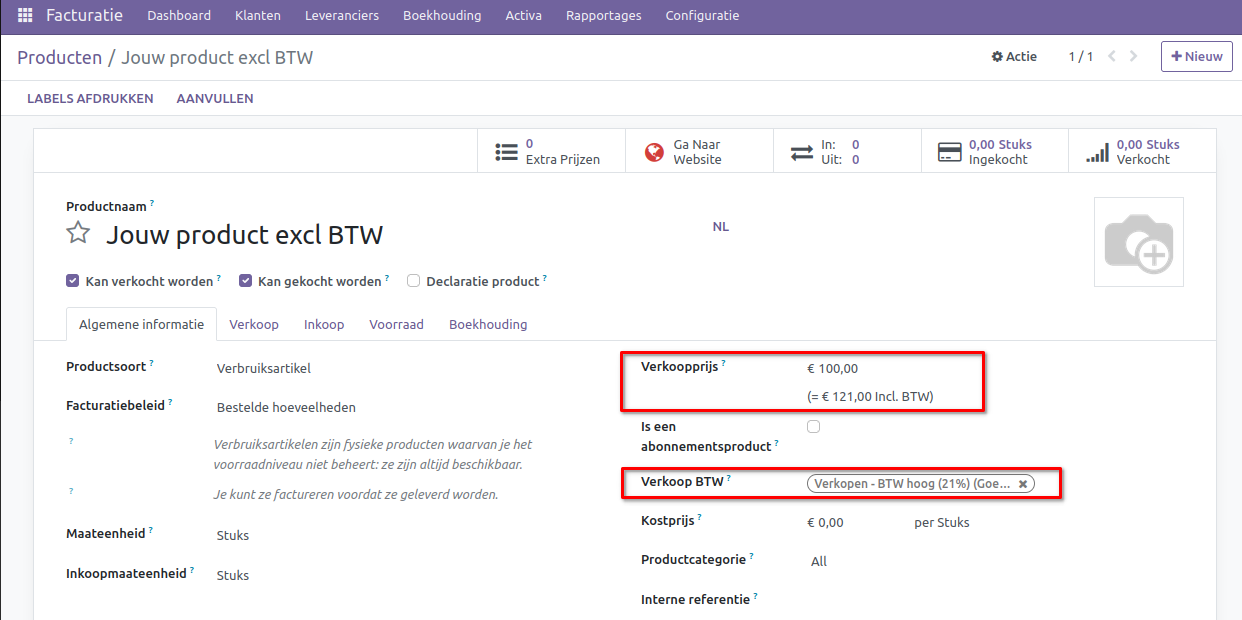 Facturatie Dashboard Klanten Leveranciers Boekhouding Activa Rapportages Configuratie
Producten / Jouw product excl BTW
Actie 1 / 1 + Nieuw
LABELS AFDRUKKEN AANVULLEN
0
Extra Prijzen
Ga Naar
Website
In: 0
Uit: 0
0,00 Stuks
Ingekocht
0,00 Stuks
Verkocht
Productnaam ?
Jouw product excl BTW
NL
Kan verkocht worden ? Kan gekocht worden ? Declaratie product ?
Algemene informatie Verkoop Inkoop Voorraad Boekhouding
Productsoort ? Verbruiksartikel
Facturatiebeleid ? Bestelde hoeveelheden
? Verbruiksartikelen zijn fysieke producten waarvan je het
voorraadniveau niet beheert: ze zijn altijd beschikbaar.
? Je kunt ze factureren voordat ze geleverd worden.
Maateenheid ? Stuks
Inkoopmaateenheid ? Stuks
Verkoopprijs ? € 100,00
(= € 121,00 Incl. BTW)
Is een
abonnementsproduct ?
Verkoop BTW ? Verkopen - BTW hoog (21%) (Goe... ✖
Kostprijs ? € 0,00 per Stuks
Productcategorie ? All
Interne referentie ?